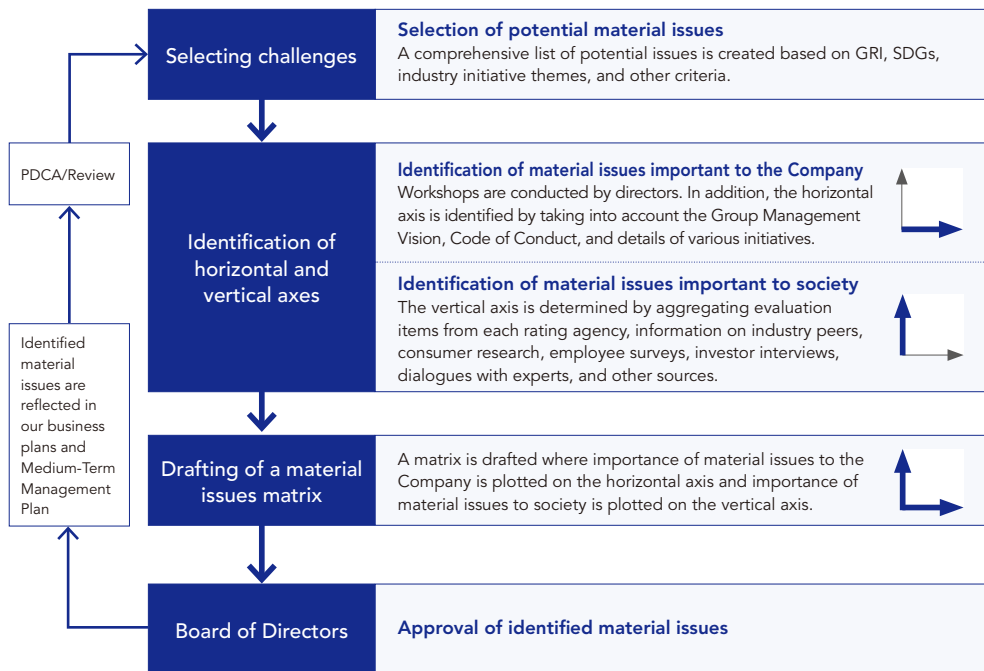 Selecting challenges
Selection of potential material issues
A comprehensive list of potential issues is created based on GRI, SDGs,
industry initiative themes, and other criteria.
PDCA/Review
Identification of
horizontal and
vertical axes
Identification of material issues important to the Company
Workshops are conducted by directors. In addition, the horizontal
axis is identified by taking into account the Group Management
Vision, Code of Conduct, and details of various initiatives.
Identification of material issues important to society
The vertical axis is determined by aggregating evaluation
items from each rating agency, information on industry peers,
consumer research, employee surveys, investor interviews,
dialogues with experts, and other sources.
Identified
material
issues are
reflected in
our business
plans and
Medium-Term
Management
Plan
Drafting of a material
issues matrix
A matrix is drafted where importance of material issues to the
Company is plotted on the horizontal axis and importance of
material issues to society is plotted on the vertical axis.
Board of Directors
Approval of identified material issues